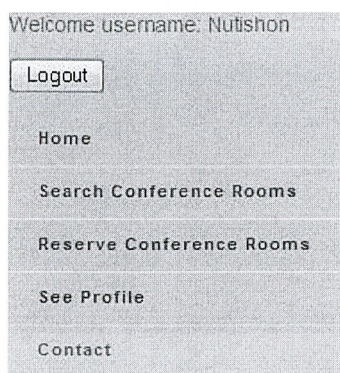 Welcome username: Nutishon
Logout
Home
Search Conference Rooms
Reserve Conference Rooms
See Profile
Contact